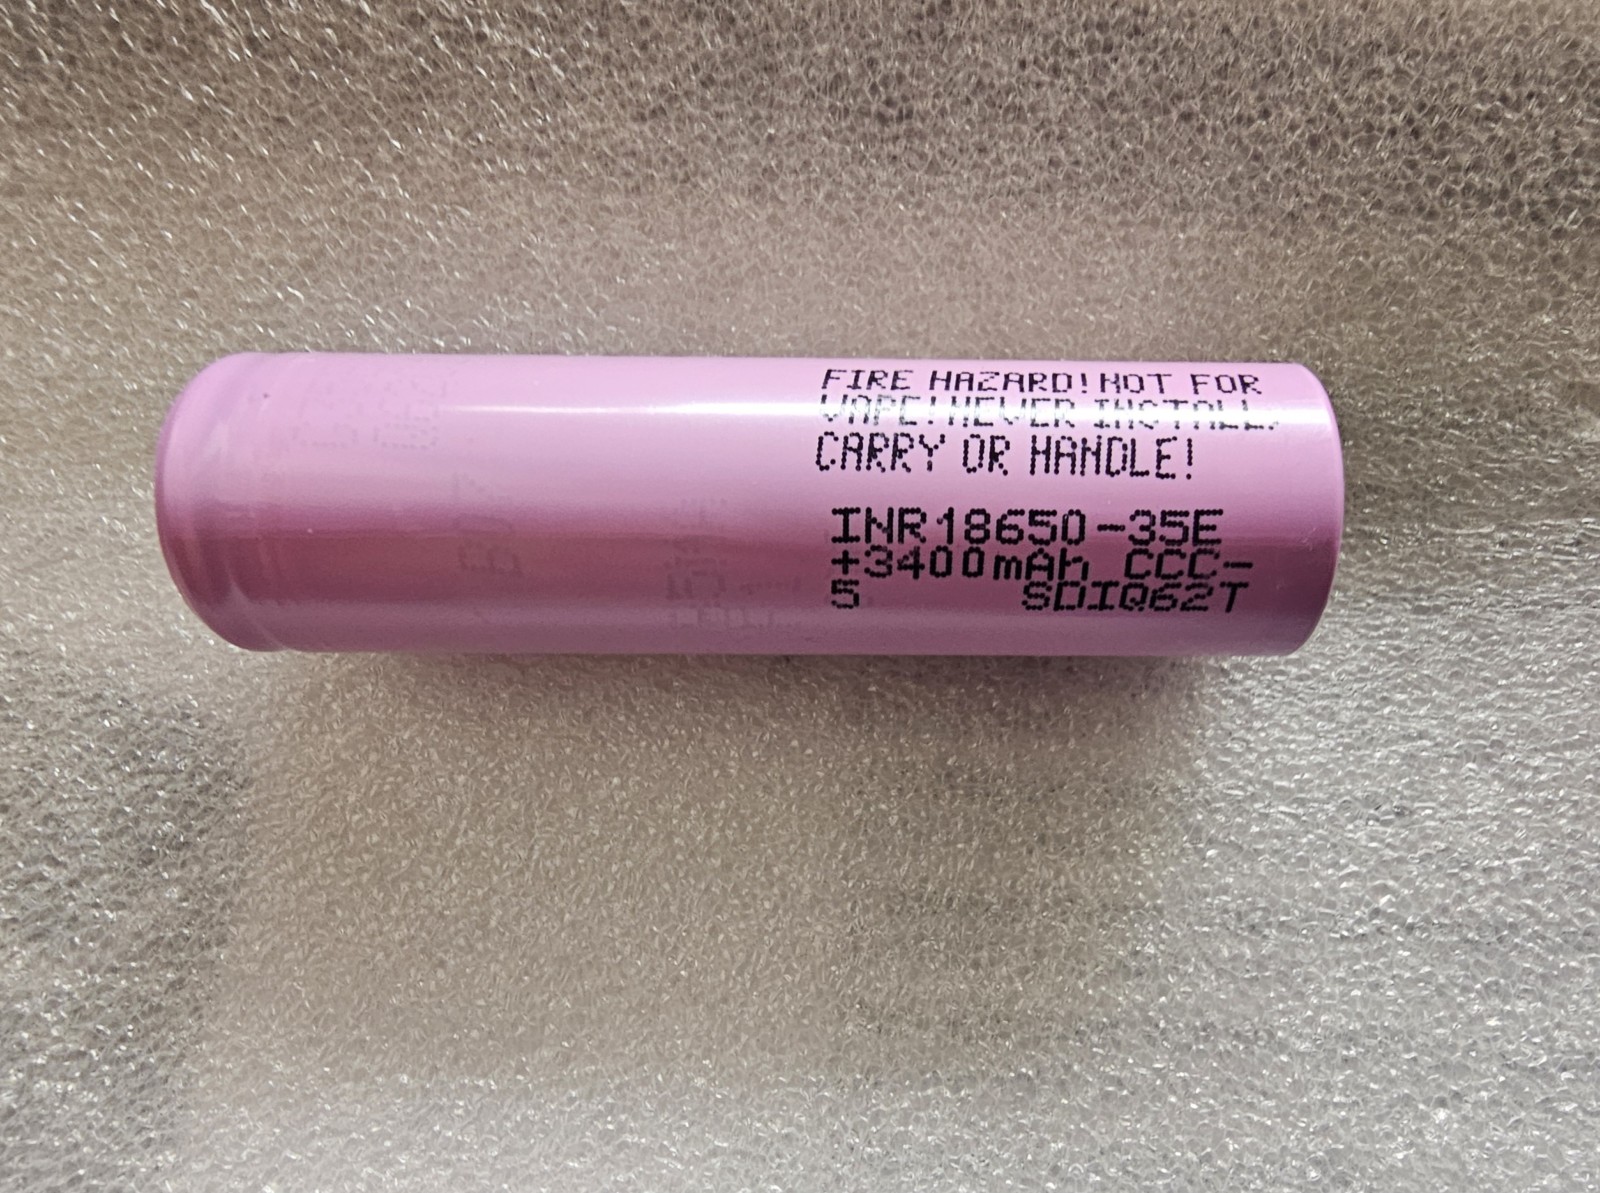 FIRE HAZARD!NOT FOR
VAPE!NEVER INSTALL,
CARRY OR HANDLE!
INR18650-35E
+3400mAh CCC-
5 SDIQ62T